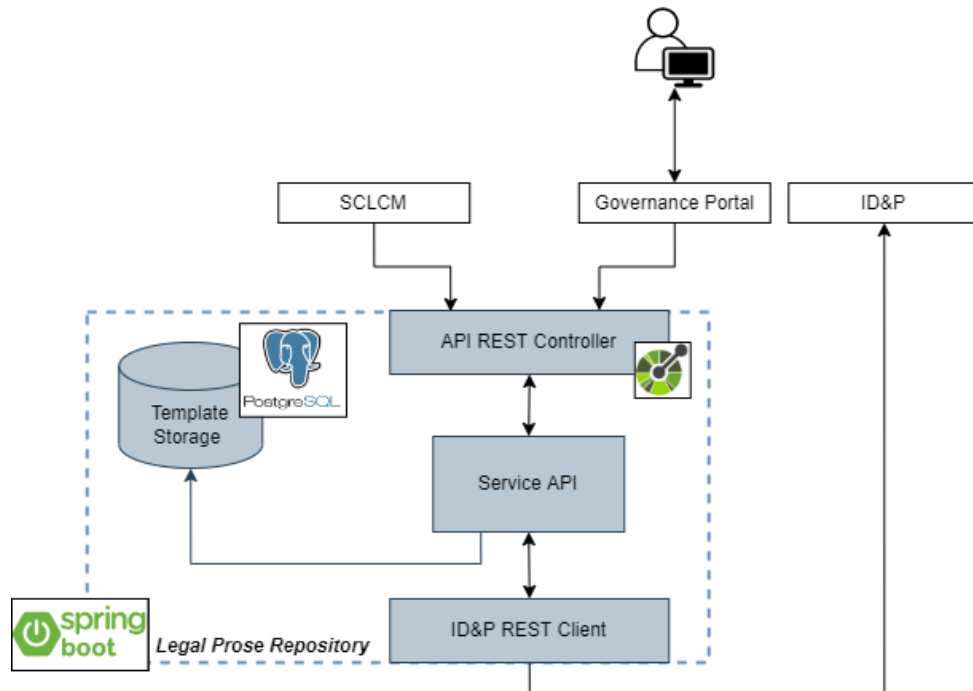 SCLCM
Governance Portal
ID&P
API REST Controller
PostgreSQL
Template
Storage
Service API
spring
boot
Legal Prose Repository
ID&P REST Client